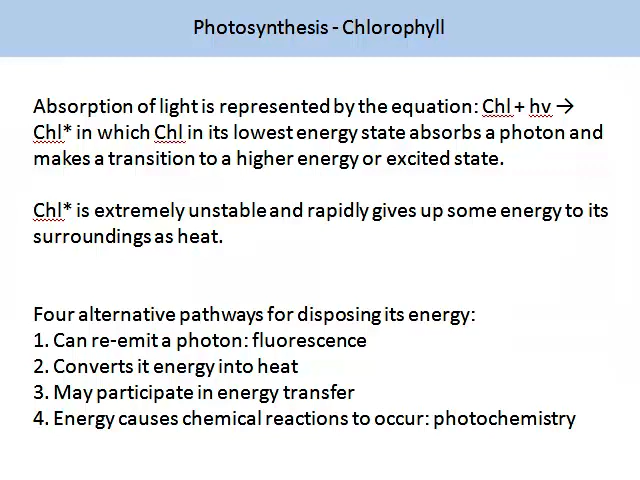 Photosynthesis - Chlorophyll
Absorption of light is represented by the equation: Chl + hv →
Chl* in which Chl in its lowest energy state absorbs a photon and
makes a transition to a higher energy or excited state.
Chl* is extremely unstable and rapidly gives up some energy to its
surroundings as heat.
Four alternative pathways for disposing its energy:
1. Can re-emit a photon: fluorescence
2. Converts it energy into heat
3. May participate in energy transfer
4. Energy causes chemical reactions to occur: photochemistry